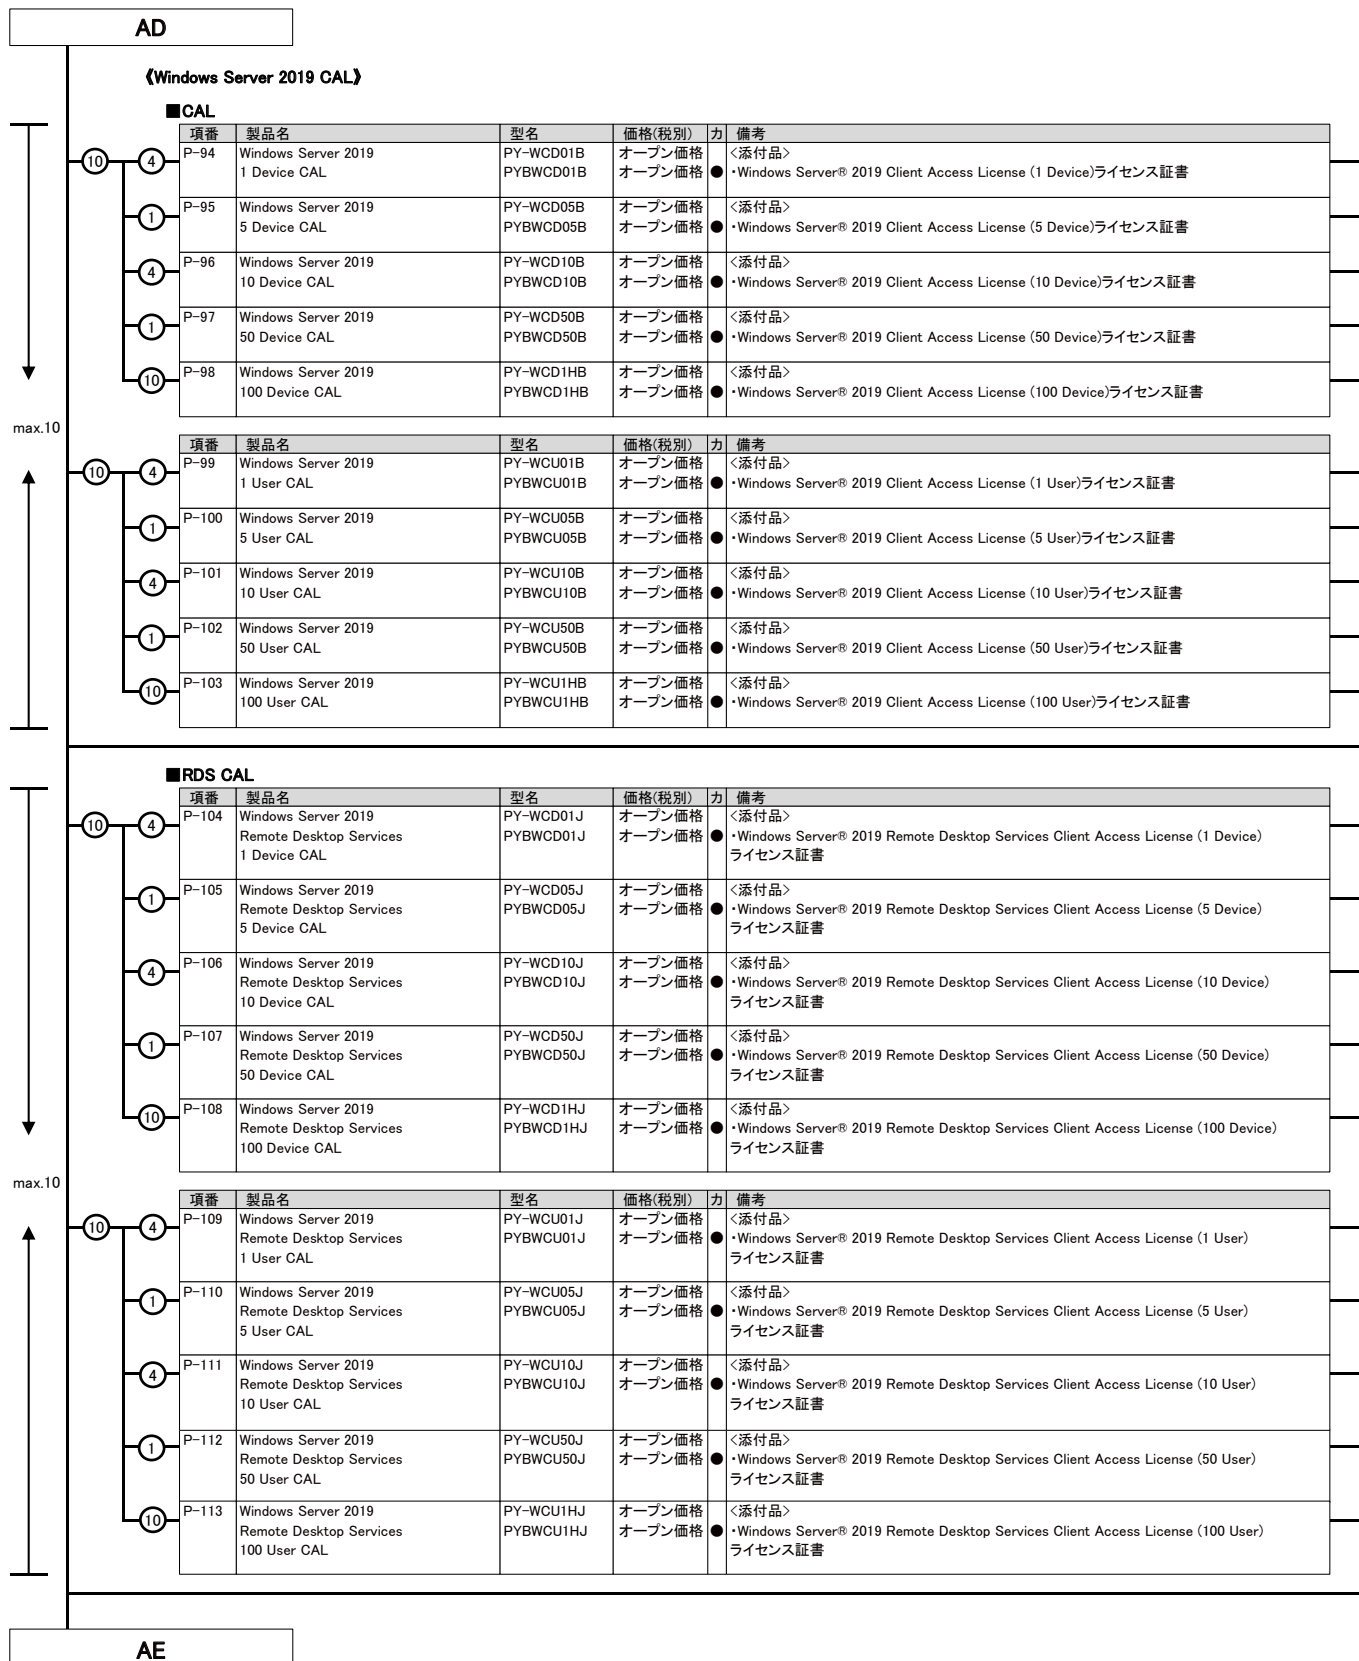 AD
《Windows Server 2019 CAL》
■CAL
項番 製品名 型名 価格(税別) カ 備考
10 4 P-94 Windows Server 2019 PY-WCD01B オープン価格 <添付品>
1 Device CAL PYBWCD01B オープン価格 ● ・Windows Server® 2019 Client Access License (1 Device)ライセンス証書
1 P-95 Windows Server 2019 PY-WCD05B オープン価格 <添付品>
5 Device CAL PYBWCD05B オープン価格 ● ・Windows Server® 2019 Client Access License (5 Device)ライセンス証書
4 P-96 Windows Server 2019 PY-WCD10B オープン価格 <添付品>
10 Device CAL PYBWCD10B オープン価格 ● ・Windows Server® 2019 Client Access License (10 Device)ライセンス証書
1 P-97 Windows Server 2019 PY-WCD50B オープン価格 <添付品>
50 Device CAL PYBWCD50B オープン価格 ● ・Windows Server® 2019 Client Access License (50 Device)ライセンス証書
10 P-98 Windows Server 2019 PY-WCD1HB オープン価格 <添付品>
100 Device CAL PYBWCD1HB オープン価格 ● ・Windows Server® 2019 Client Access License (100 Device)ライセンス証書
max.10
項番 製品名 型名 価格(税別) カ 備考
10 4 P-99 Windows Server 2019 PY-WCU01B オープン価格 <添付品>
1 User CAL PYBWCU01B オープン価格 ● ・Windows Server® 2019 Client Access License (1 User)ライセンス証書
1 P-100 Windows Server 2019 PY-WCU05B オープン価格 <添付品>
5 User CAL PYBWCU05B オープン価格 ● ・Windows Server® 2019 Client Access License (5 User)ライセンス証書
4 P-101 Windows Server 2019 PY-WCU10B オープン価格 <添付品>
10 User CAL PYBWCU10B オープン価格 ● ・Windows Server® 2019 Client Access License (10 User)ライセンス証書
1 P-102 Windows Server 2019 PY-WCU50B オープン価格 <添付品>
50 User CAL PYBWCU50B オープン価格 ● ・Windows Server® 2019 Client Access License (50 User)ライセンス証書
10 P-103 Windows Server 2019 PY-WCU1HB オープン価格 <添付品>
100 User CAL PYBWCU1HB オープン価格 ● ・Windows Server® 2019 Client Access License (100 User)ライセンス証書
■RDS CAL
項番 製品名 型名 価格(税別) カ 備考
10 4 P-104 Windows Server 2019 PY-WCD01J オープン価格 <添付品>
Remote Desktop Services PYBWCD01J オープン価格 ● ・Windows Server® 2019 Remote Desktop Services Client Access License (1 Device)
1 Device CAL ライセンス証書
1 P-105 Windows Server 2019 PY-WCD05J オープン価格 <添付品>
Remote Desktop Services PYBWCD05J オープン価格 ● ・Windows Server® 2019 Remote Desktop Services Client Access License (5 Device)
5 Device CAL ライセンス証書
4 P-106 Windows Server 2019 PY-WCD10J オープン価格 <添付品>
Remote Desktop Services PYBWCD10J オープン価格 ● ・Windows Server® 2019 Remote Desktop Services Client Access License (10 Device)
10 Device CAL ライセンス証書
1 P-107 Windows Server 2019 PY-WCD50J オープン価格 <添付品>
Remote Desktop Services PYBWCD50J オープン価格 ● ・Windows Server® 2019 Remote Desktop Services Client Access License (50 Device)
50 Device CAL ライセンス証書
10 P-108 Windows Server 2019 PY-WCD1HJ オープン価格 <添付品>
Remote Desktop Services PYBWCD1HJ オープン価格 ● ・Windows Server® 2019 Remote Desktop Services Client Access License (100 Device)
100 Device CAL ライセンス証書
max.10
項番 製品名 型名 価格(税別) カ 備考
10 4 P-109 Windows Server 2019 PY-WCU01J オープン価格 <添付品>
Remote Desktop Services PYBWCU01J オープン価格 ● ・Windows Server® 2019 Remote Desktop Services Client Access License (1 User)
1 User CAL ライセンス証書
1 P-110 Windows Server 2019 PY-WCU05J オープン価格 <添付品>
Remote Desktop Services PYBWCU05J オープン価格 ● ・Windows Server® 2019 Remote Desktop Services Client Access License (5 User)
5 User CAL ライセンス証書
4 P-111 Windows Server 2019 PY-WCU10J オープン価格 <添付品>
Remote Desktop Services PYBWCU10J オープン価格 ● ・Windows Server® 2019 Remote Desktop Services Client Access License (10 User)
10 User CAL ライセンス証書
1 P-112 Windows Server 2019 PY-WCU50J オープン価格 <添付品>
Remote Desktop Services PYBWCU50J オープン価格 ● ・Windows Server® 2019 Remote Desktop Services Client Access License (50 User)
50 User CAL ライセンス証書
10 P-113 Windows Server 2019 PY-WCU1HJ オープン価格 <添付品>
Remote Desktop Services PYBWCU1HJ オープン価格 ● ・Windows Server® 2019 Remote Desktop Services Client Access License (100 User)
100 User CAL ライセンス証書
AE